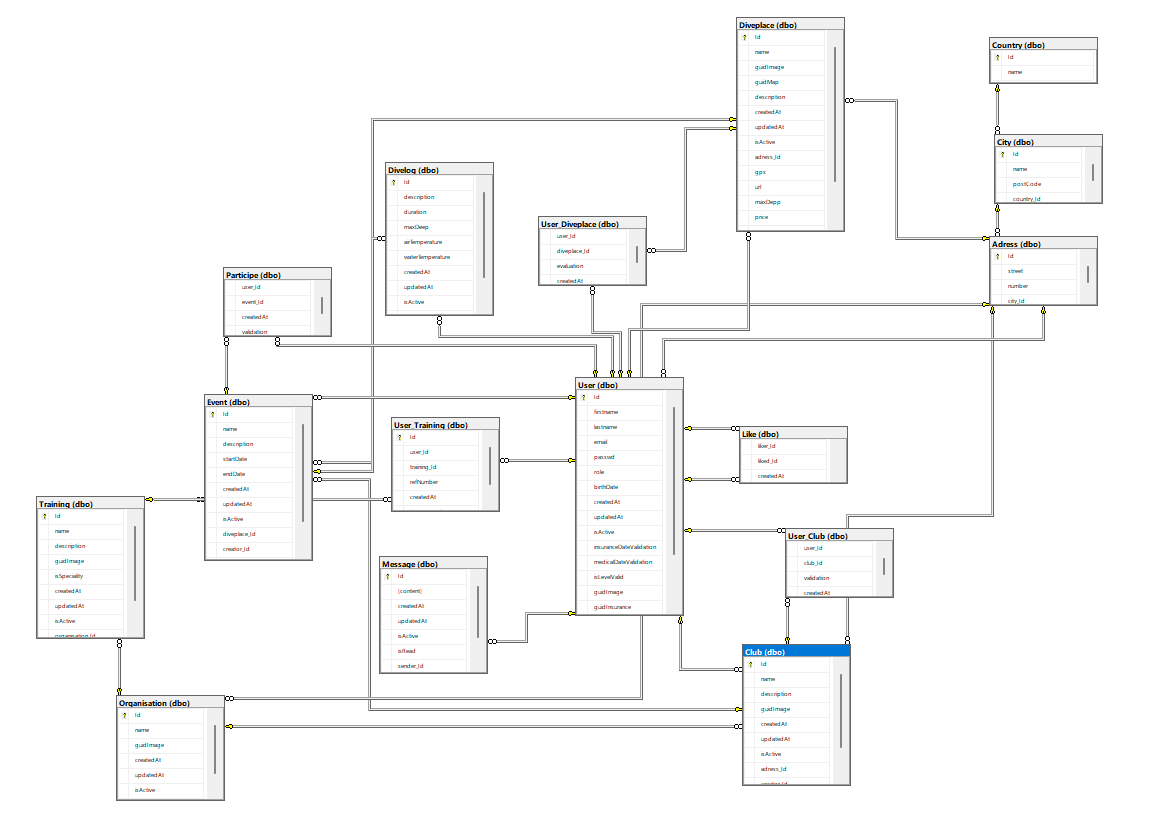 Diveplace (dbo)
Id
name
guidImage
guidMap
description
createdAt
updatedAt
isActive
adress_Id
gps
url
maxDepp
price
Country (dbo)
Id
name
City (dbo)
Id
name
postCode
country_Id
Adress (dbo)
Id
street
number
city_Id
Divelog (dbo)
Id
description
duration
maxDeep
airTemperature
waterTemperature
createdAt
updatedAt
isActive
User_Diveplace (dbo)
user_Id
diveplace_Id
evaluation
createdAt
Participe (dbo)
user_Id
event_Id
createdAt
validation
Event (dbo)
Id
name
description
startDate
endDate
createdAt
updatedAt
isActive
diveplace_Id
creator_Id
User_Training (dbo)
Id
user_Id
training_Id
refNumber
createdAt
User (dbo)
Id
firstname
lastname
email
passwd
role
birthDate
createdAt
updatedAt
isActive
insuranceDateValidation
medicalDateValidation
isLevelValid
guidImage
guidInsurance
Like (dbo)
liker_Id
liked_Id
createdAt
Training (dbo)
Id
name
description
guidImage
isSpeciality
createdAt
updatedAt
isActive
organisation_Id
Message (dbo)
Id
[content]
createdAt
updatedAt
isActive
isRead
sender_Id
User_Club (dbo)
user_Id
club_Id
validation
createdAt
Club (dbo)
Id
name
description
guidImage
createdAt
updatedAt
isActive
adress_Id
Organisation (dbo)
Id
name
guidImage
createdAt
updatedAt
isActive